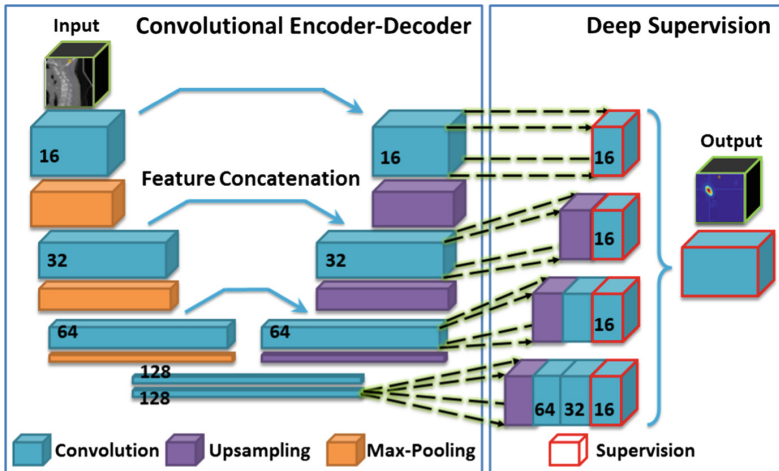 Convolutional Encoder-Decoder
Deep Supervision
Input
16
16
16
Output
Feature Concatenation
32
32
16
64
64
16
128
128
64 32 16
Convolution
Upsampling
Max-Pooling
Supervision